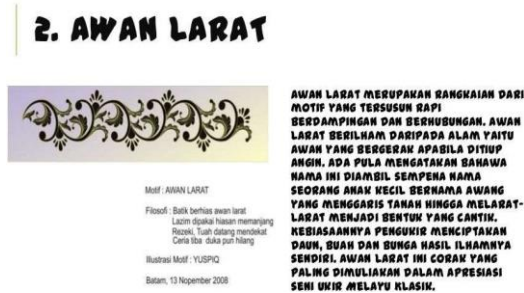 2. AWAN LARAT
Motif : AWAN LARAT
Filosofi : Batik berhias awan larat
Lazim dipakai hiasan memanjang
Rezeki, Tuah datang mendekat
Ceria tiba duka pun hilang
Illustrasi Motif : YUSPIQ
Batam, 13 Nopember 2008
AWAN LARAT MERUPAKAN RANGKAIAN DARI
MOTIF YANG TERSUSUN RAPI
BERDAMPINGAN DAN BERHUBUNGAN. AWAN
LARAT BERILHAM DARIPADA ALAM YAITU
AWAN YANG BERGERAK APABILA DITIUP
ANGIN. ADA PULA MENGATAKAN BAHAWA
NAMA INI DIAMBIL SEMPENA NAMA
SEORANG ANAK KECIL BERNAMA AWANG
YANG MENGGARIS TANAH HINGGA MELARAT-
LARAT MENJADI BENTUK YANG CANTIK.
KEBIASAANNYA PENGUKIR MENCIPTAKAN
DAUN, BUAH DAN BUNGA HASIL ILHAMNYA
SENDIRI. AWAN LARAT INI CORAK YANG
PALING DIMULIAKAN DALAM APRESIASI
SENI UKIR MELAYU KLASIK.